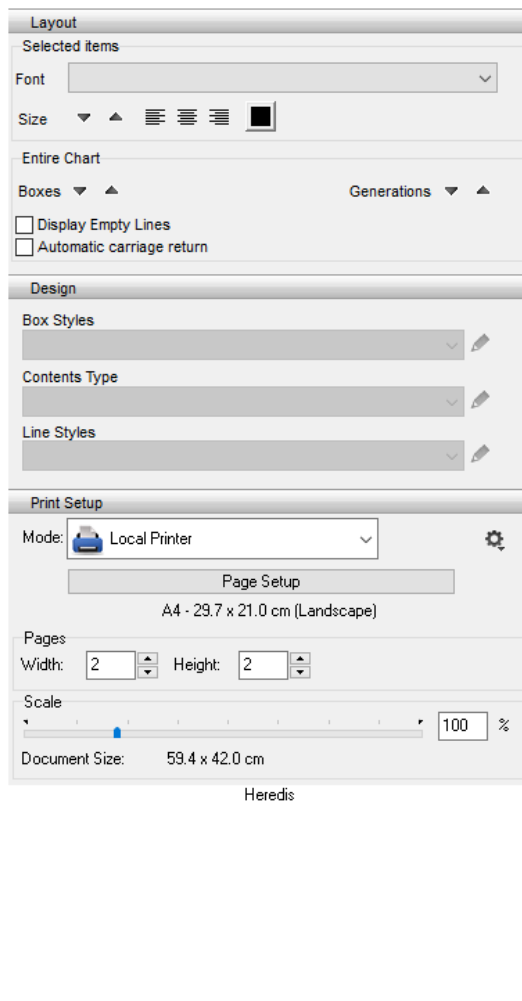 Layout
Selected items
Font
Size
Entire Chart
Boxes Generations
Display Empty Lines
Automatic carriage return
Design
Box Styles
Contents Type
Line Styles
Print Setup
Mode: Local Printer
Page Setup
A4 - 29.7 x 21.0 cm (Landscape)
Pages
Width: 2 Height: 2
Scale
100 %
Document Size: 59.4 x 42.0 cm
Heredis